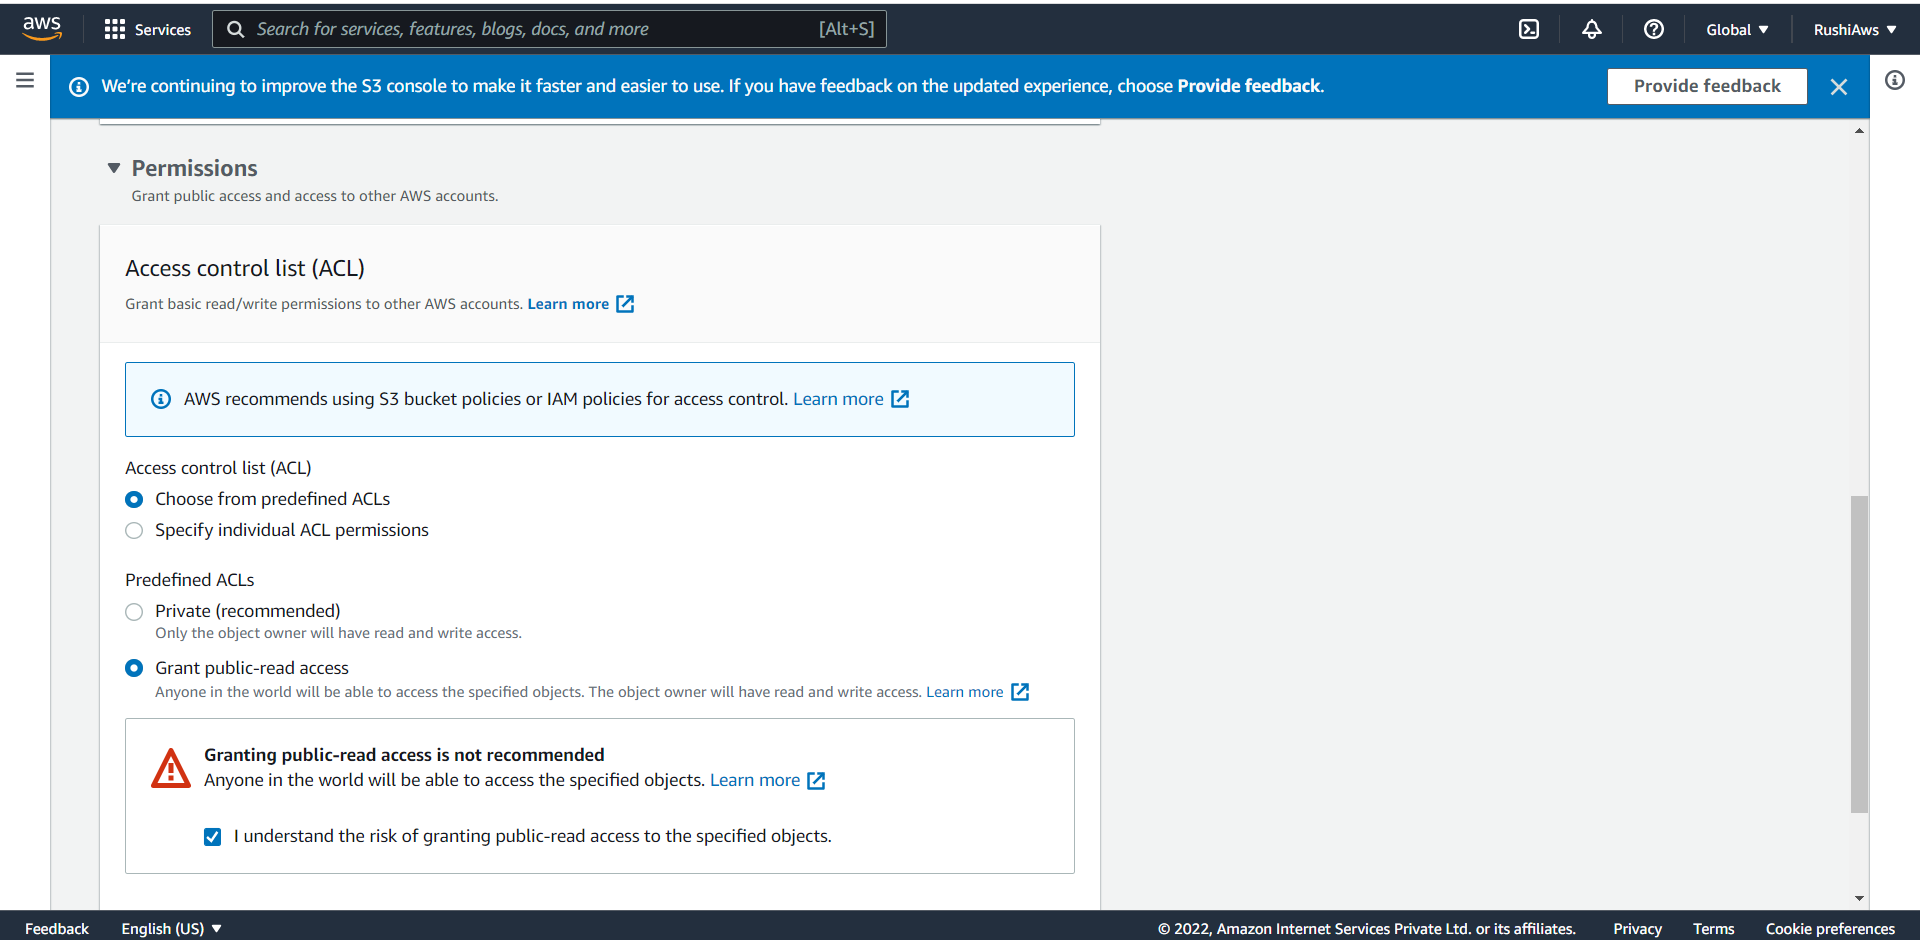 aws Services Search for services, features, blogs, docs, and more [Alt+S] Global RushiAws
We're continuing to improve the S3 console to make it faster and easier to use. If you have feedback on the updated experience, choose Provide feedback. Provide feedback
Permissions
Grant public access and access to other AWS accounts.
Access control list (ACL)
Grant basic read/write permissions to other AWS accounts. Learn more
AWS recommends using S3 bucket policies or IAM policies for access control. Learn more
Access control list (ACL)
Choose from predefined ACLs
Specify individual ACL permissions
Predefined ACLs
Private (recommended)
Only the object owner will have read and write access.
Grant public-read access
Anyone in the world will be able to access the specified objects. The object owner will have read and write access. Learn more
Granting public-read access is not recommended
Anyone in the world will be able to access the specified objects. Learn more
I understand the risk of granting public-read access to the specified objects.
Feedback English (US) © 2022, Amazon Internet Services Private Ltd. or its affiliates. Privacy Terms Cookie preferences